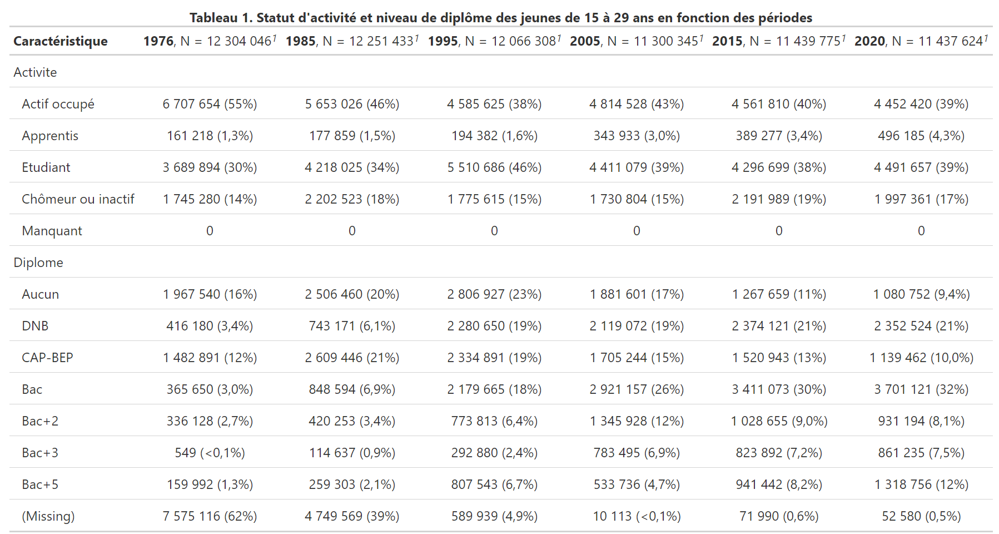 Tableau 1. Statut d'activité et niveau de diplôme des jeunes de 15 à 29 ans en fonction des périodes
Caractéristique 1976, N = 12 304 046¹ 1985, N = 12 251 433¹ 1995, N = 12 066 308¹ 2005, N = 11 300 345¹ 2015, N = 11 439 775¹ 2020, N = 11 437 624¹
Activite
Actif occupé 6 707 654 (55%) 5 653 026 (46%) 4 585 625 (38%) 4 814 528 (43%) 4 561 810 (40%) 4 452 420 (39%)
Apprentis 161 218 (1,3%) 177 859 (1,5%) 194 382 (1,6%) 343 933 (3,0%) 389 277 (3,4%) 496 185 (4,3%)
Etudiant 3 689 894 (30%) 4 218 025 (34%) 5 510 686 (46%) 4 411 079 (39%) 4 296 699 (38%) 4 491 657 (39%)
Chômeur ou inactif 1 745 280 (14%) 2 202 523 (18%) 1 775 615 (15%) 1 730 804 (15%) 2 191 989 (19%) 1 997 361 (17%)
Manquant 0 0 0 0 0 0
Diplome
Aucun 1 967 540 (16%) 2 506 460 (20%) 2 806 927 (23%) 1 881 601 (17%) 1 267 659 (11%) 1 080 752 (9,4%)
DNB 416 180 (3,4%) 743 171 (6,1%) 2 280 650 (19%) 2 119 072 (19%) 2 374 121 (21%) 2 352 524 (21%)
CAP-BEP 1 482 891 (12%) 2 609 446 (21%) 2 334 891 (19%) 1 705 244 (15%) 1 520 943 (13%) 1 139 462 (10,0%)
Bac 365 650 (3,0%) 848 594 (6,9%) 2 179 665 (18%) 2 921 157 (26%) 3 411 073 (30%) 3 701 121 (32%)
Bac+2 336 128 (2,7%) 420 253 (3,4%) 773 813 (6,4%) 1 345 928 (12%) 1 028 655 (9,0%) 931 194 (8,1%)
Bac+3 549 (<0,1%) 114 637 (0,9%) 292 880 (2,4%) 783 495 (6,9%) 823 892 (7,2%) 861 235 (7,5%)
Bac+5 159 992 (1,3%) 259 303 (2,1%) 807 543 (6,7%) 533 736 (4,7%) 941 442 (8,2%) 1 318 756 (12%)
(Missing) 7 575 116 (62%) 4 749 569 (39%) 589 939 (4,9%) 10 113 (<0,1%) 71 990 (0,6%) 52 580 (0,5%)